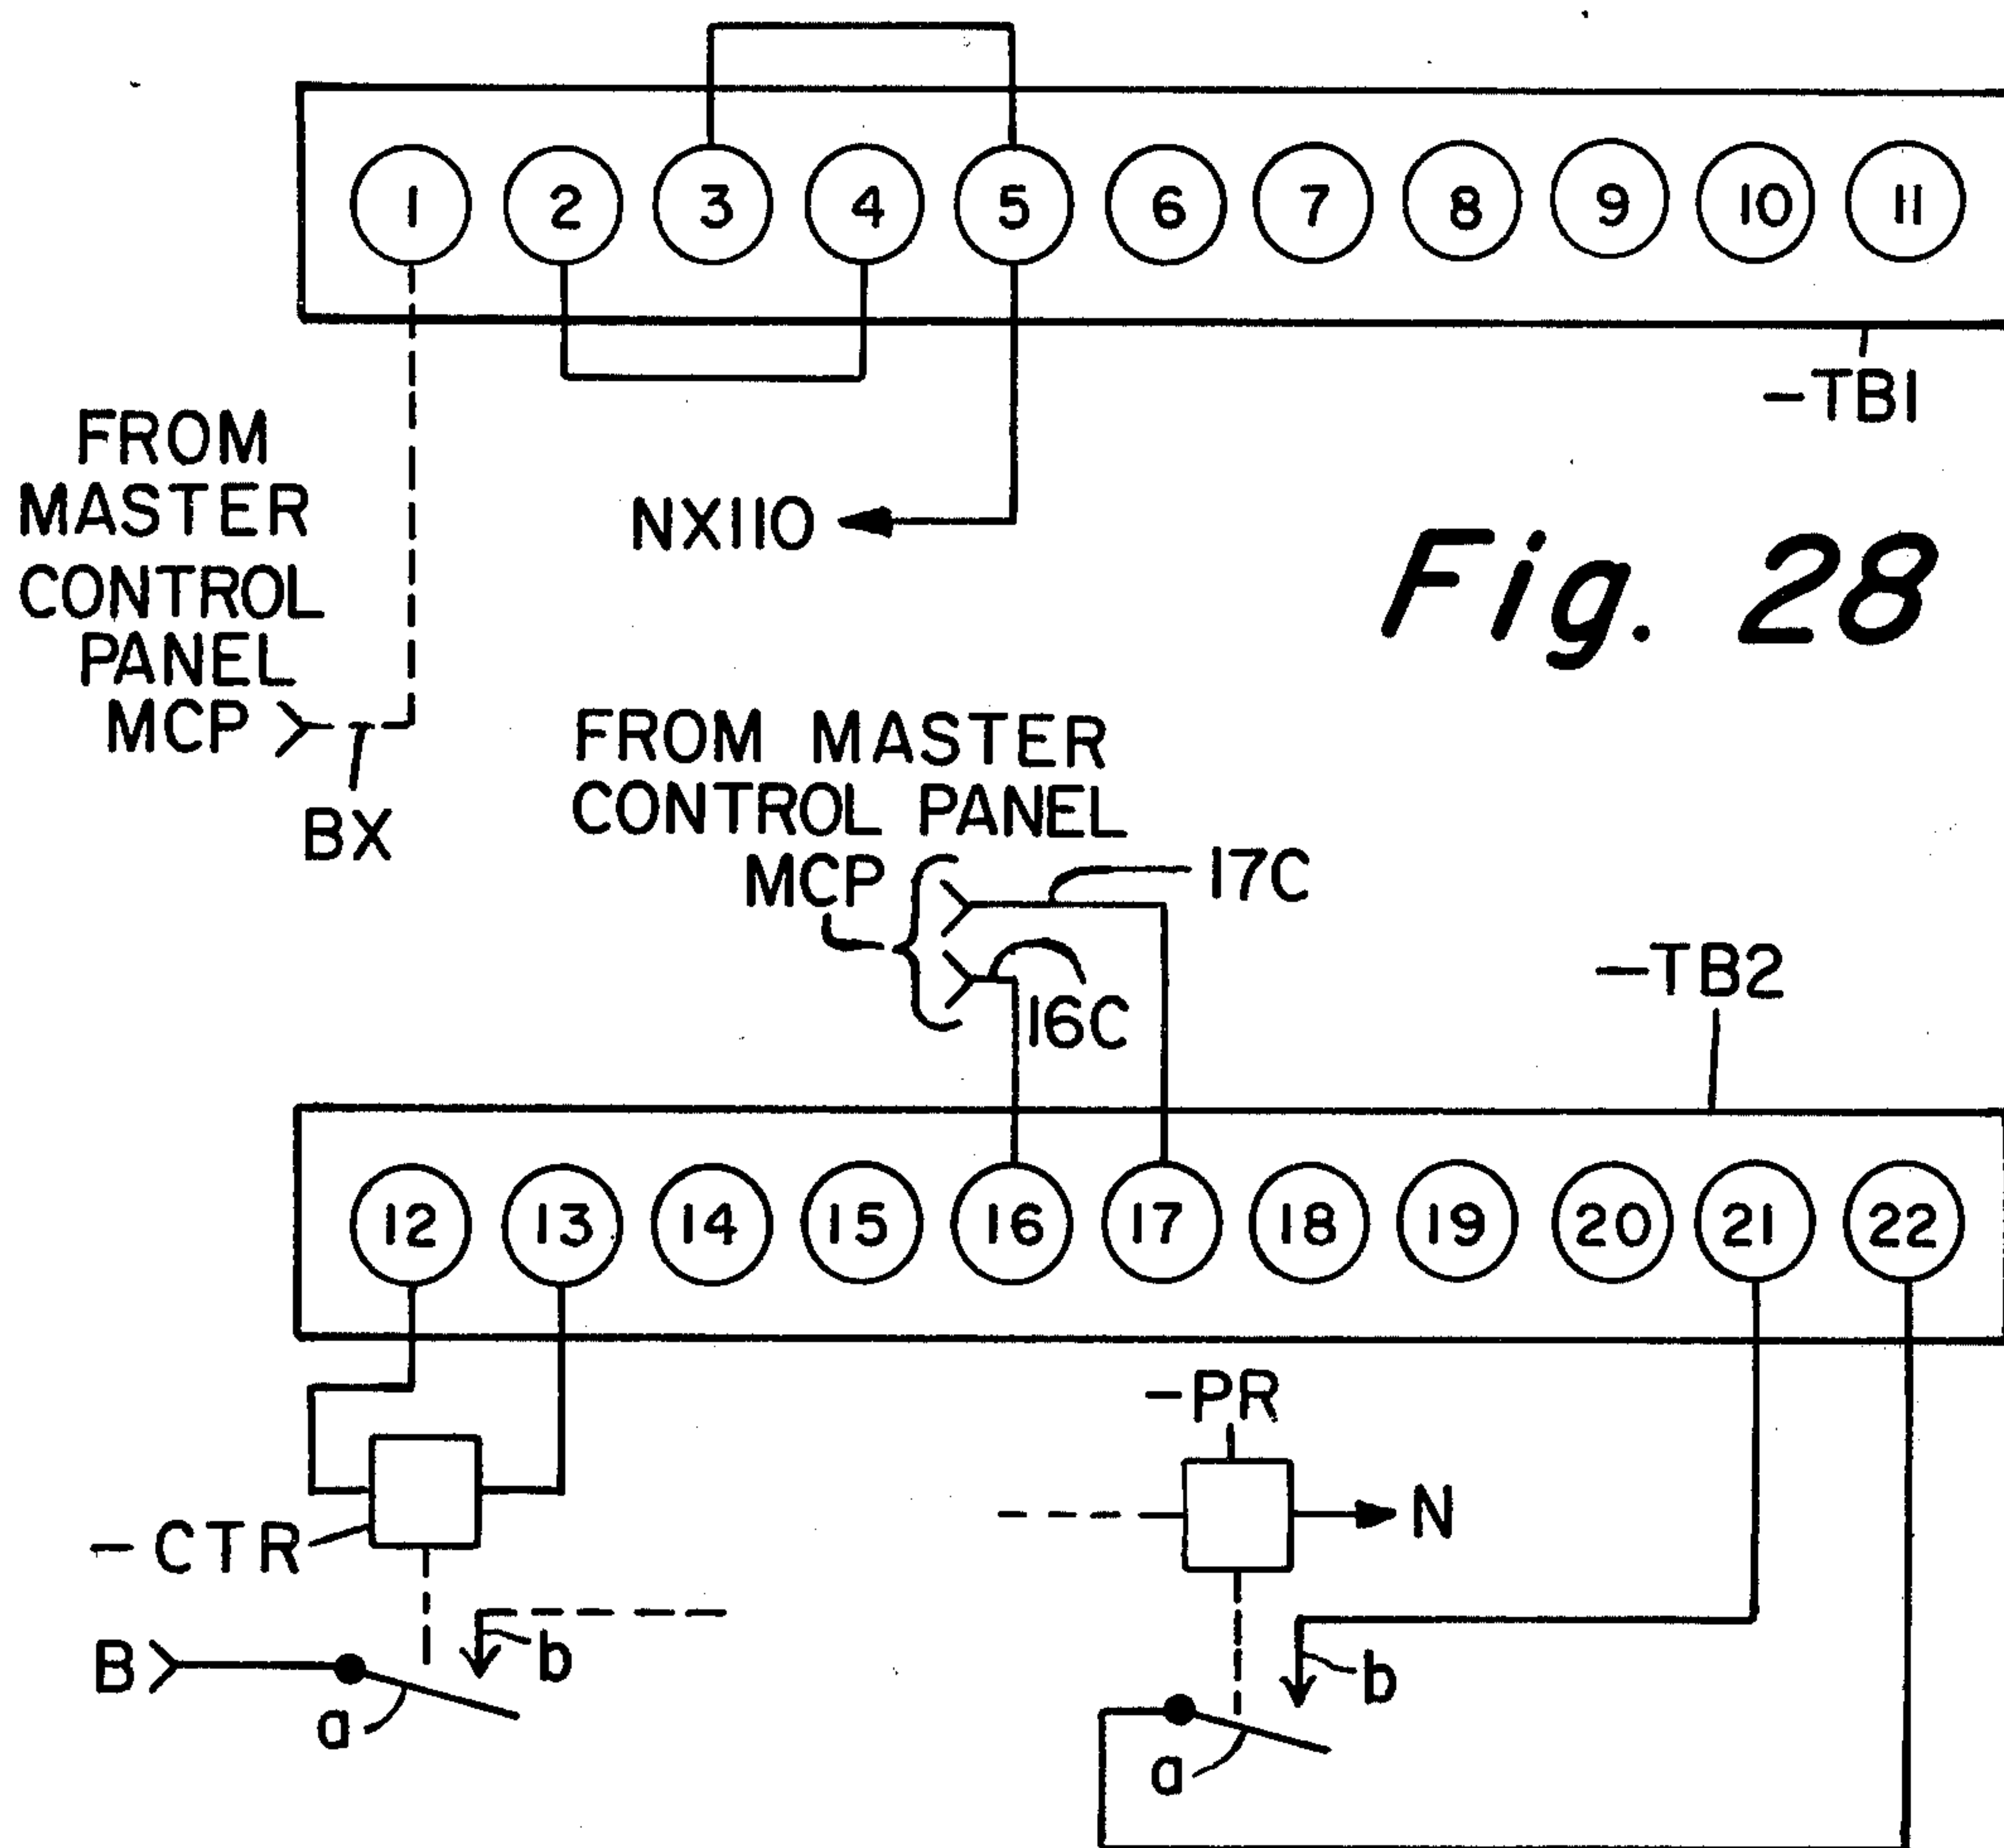 1 2 3 4 5 6 7 8 9 10 11
-TB1
FROM
MASTER
CONTROL
PANEL
MCP
BX
NX110
Fig. 28
FROM MASTER
CONTROL PANEL
MCP
17C
16C
-TB2
12 13 14 15 16 17 18 19 20 21 22
-CTR
B
a
b
-PR
N
b
a